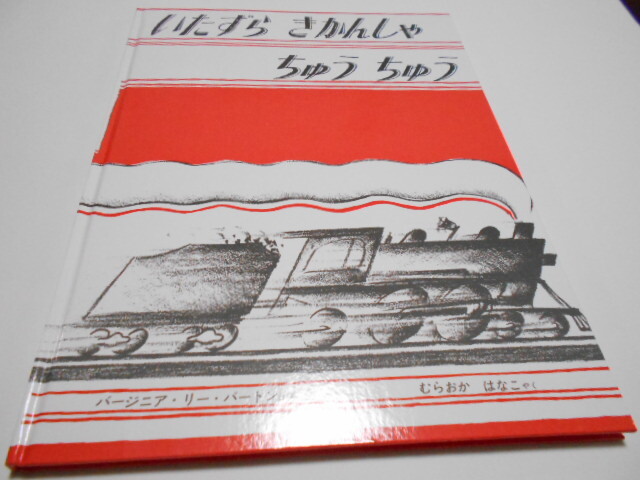 いたずら きかんしゃ
ちゅう ちゅう
バージニア・リー・バートン
むらおか はなこやく